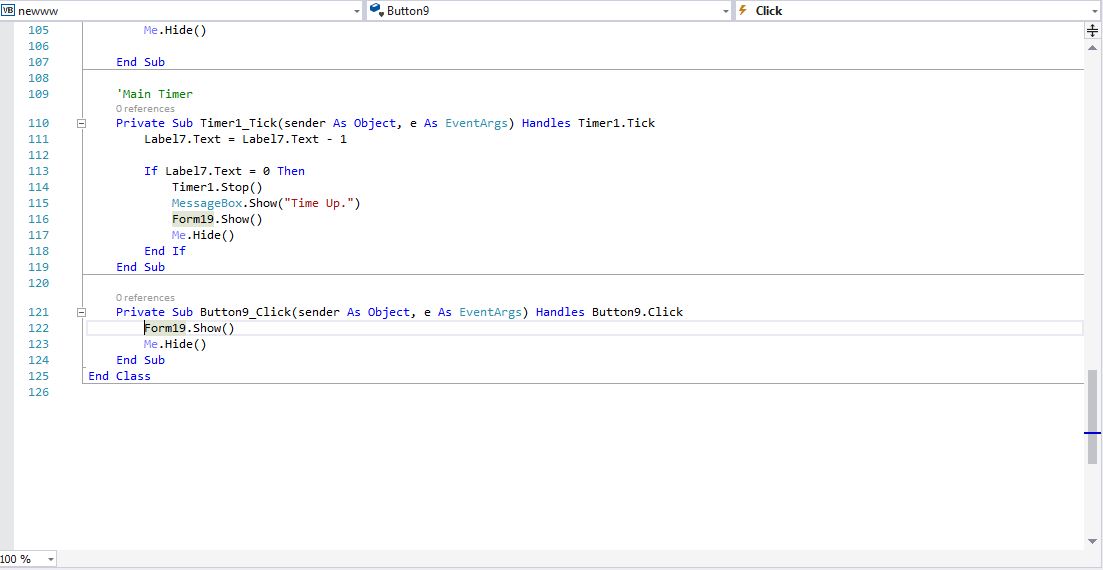 newww Button9 Click
105 Me.Hide()
106
107 End Sub
108
109 'Main Timer
0 references
110 Private Sub Timer1_Tick(sender As Object, e As EventArgs) Handles Timer1.Tick
111 Label7.Text = Label7.Text - 1
112
113 If Label7.Text = 0 Then
114 Timer1.Stop()
115 MessageBox.Show("Time Up.")
116 Form19.Show()
117 Me.Hide()
118 End If
119 End Sub
120
0 references
121 Private Sub Button9_Click(sender As Object, e As EventArgs) Handles Button9.Click
122 Form19.Show()
123 Me.Hide()
124 End Sub
125 End Class
126
100 %